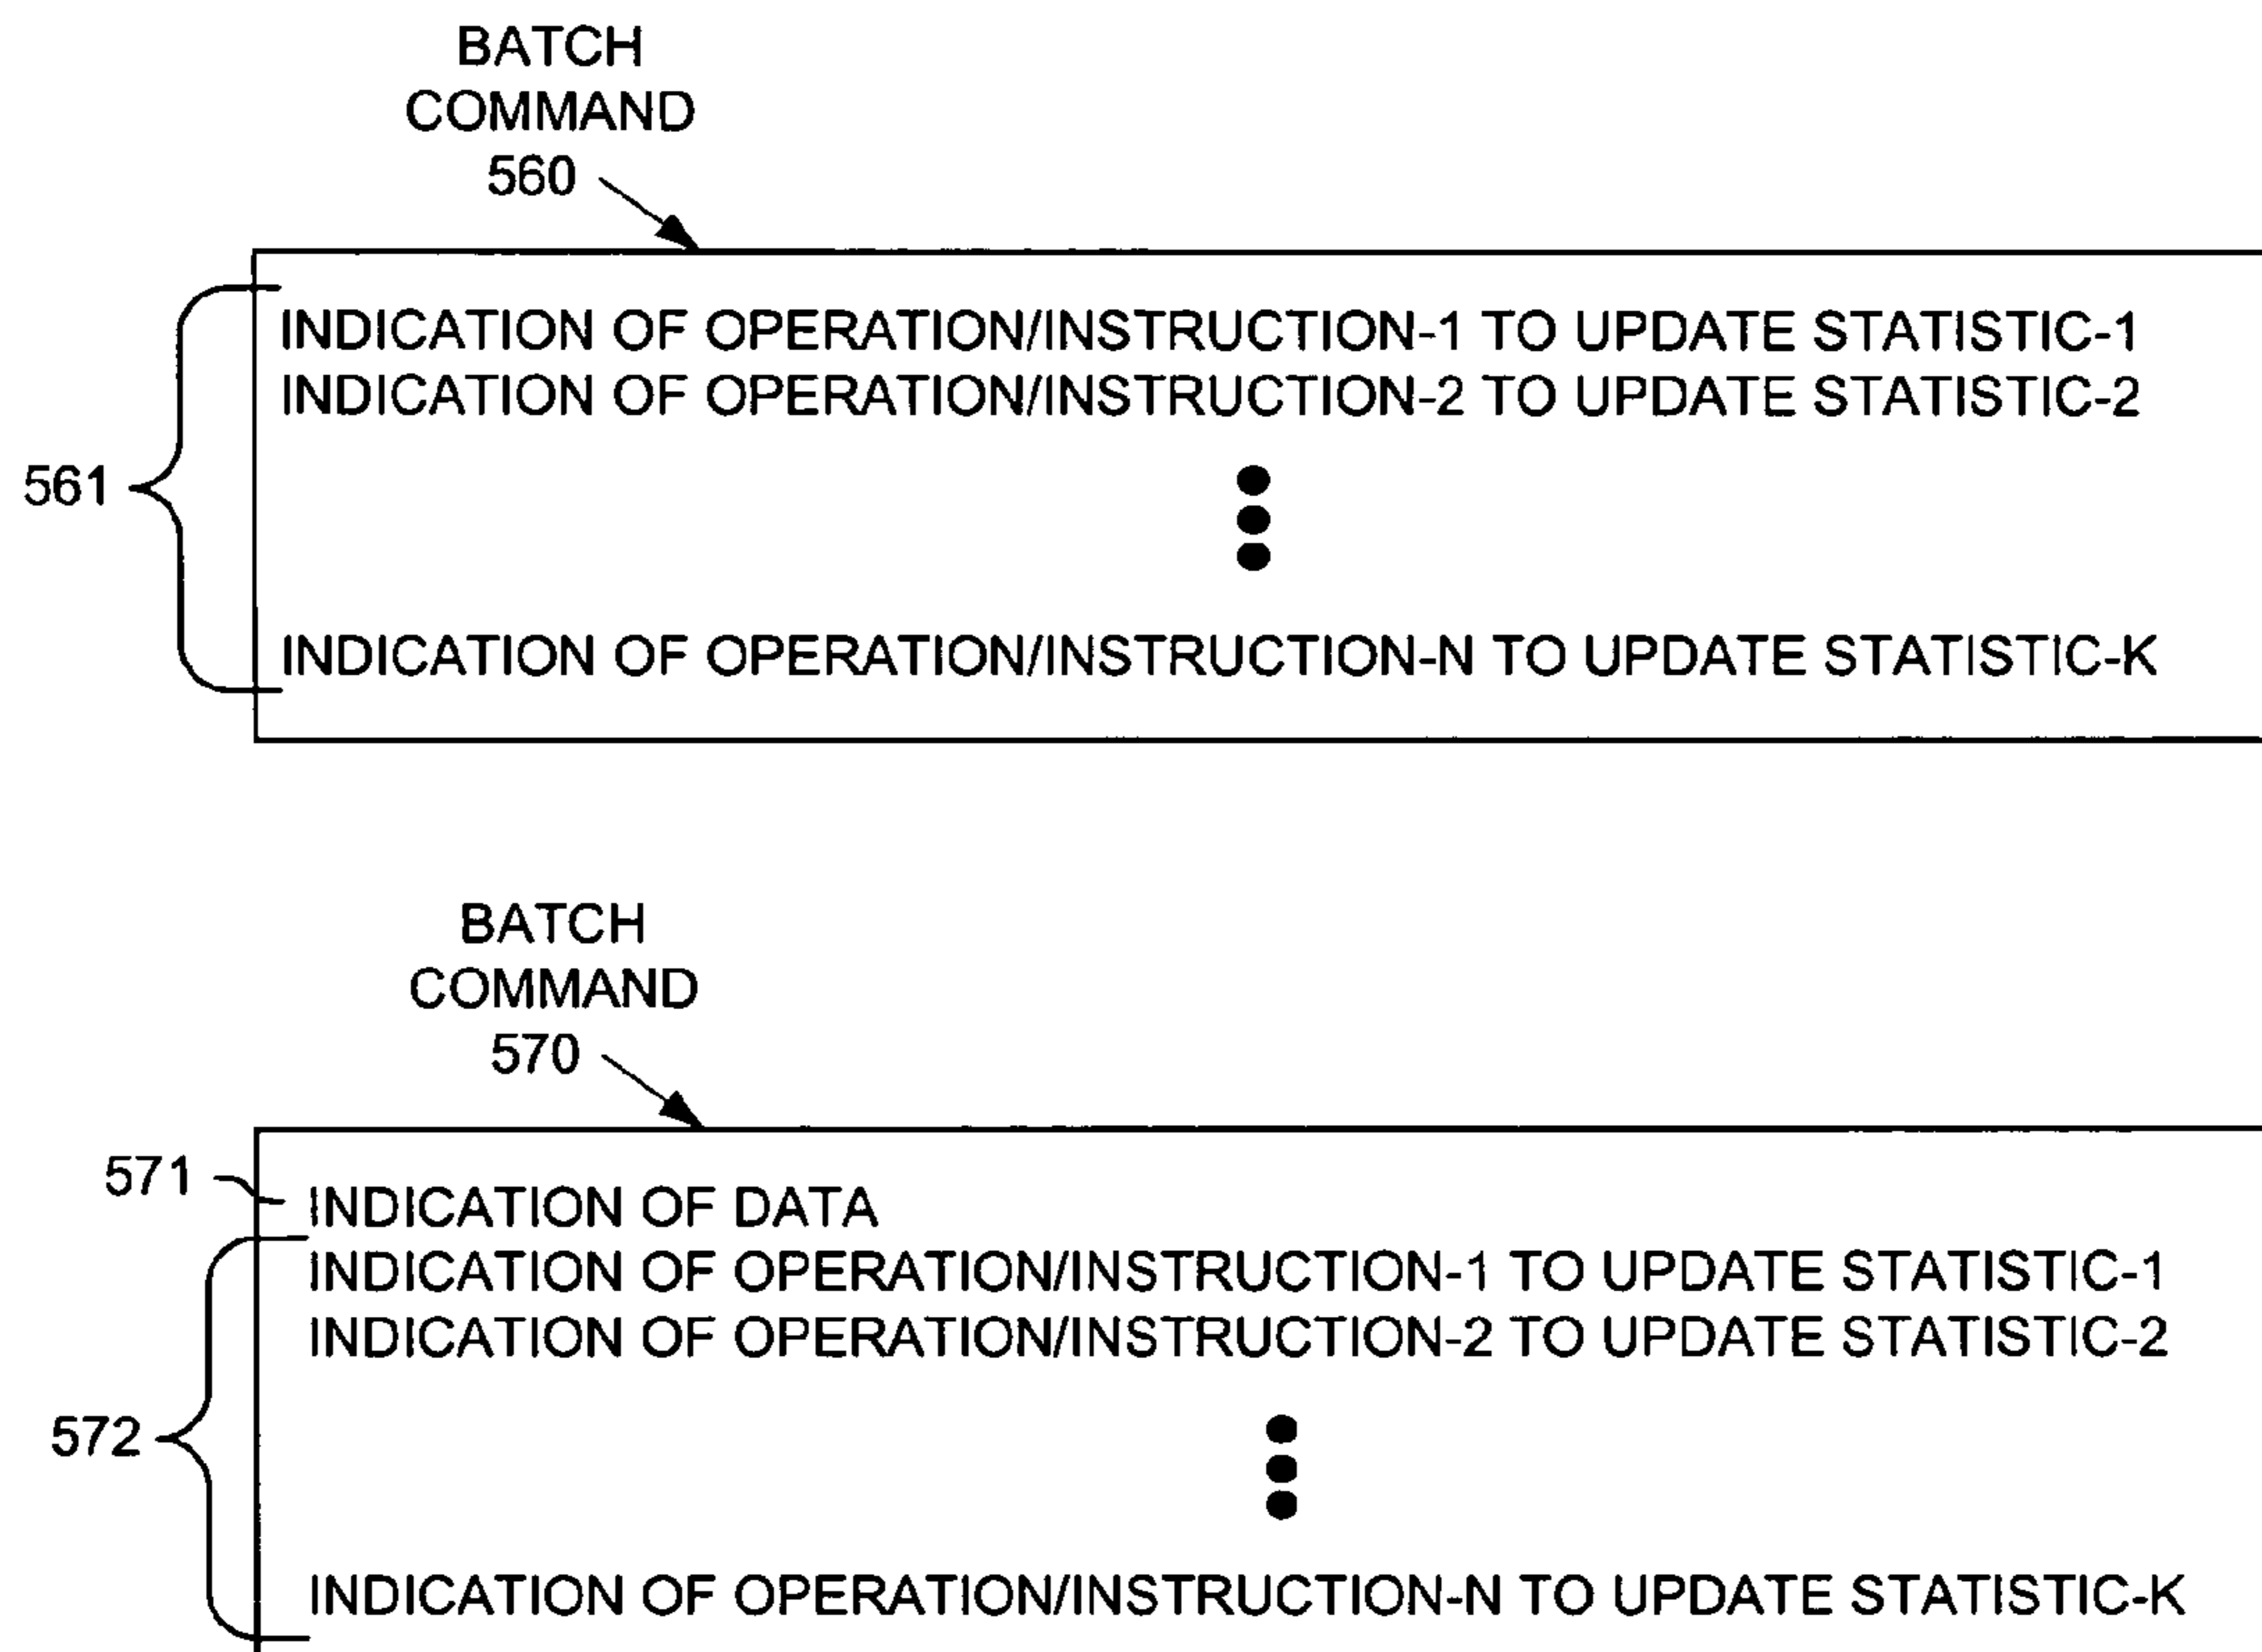 BATCH
COMMAND
560
INDICATION OF OPERATION/INSTRUCTION-1 TO UPDATE STATISTIC-1
INDICATION OF OPERATION/INSTRUCTION-2 TO UPDATE STATISTIC-2
561
INDICATION OF OPERATION/INSTRUCTION-N TO UPDATE STATISTIC-K
BATCH
COMMAND
570
571
INDICATION OF DATA
INDICATION OF OPERATION/INSTRUCTION-1 TO UPDATE STATISTIC-1
INDICATION OF OPERATION/INSTRUCTION-2 TO UPDATE STATISTIC-2
572
INDICATION OF OPERATION/INSTRUCTION-N TO UPDATE STATISTIC-K